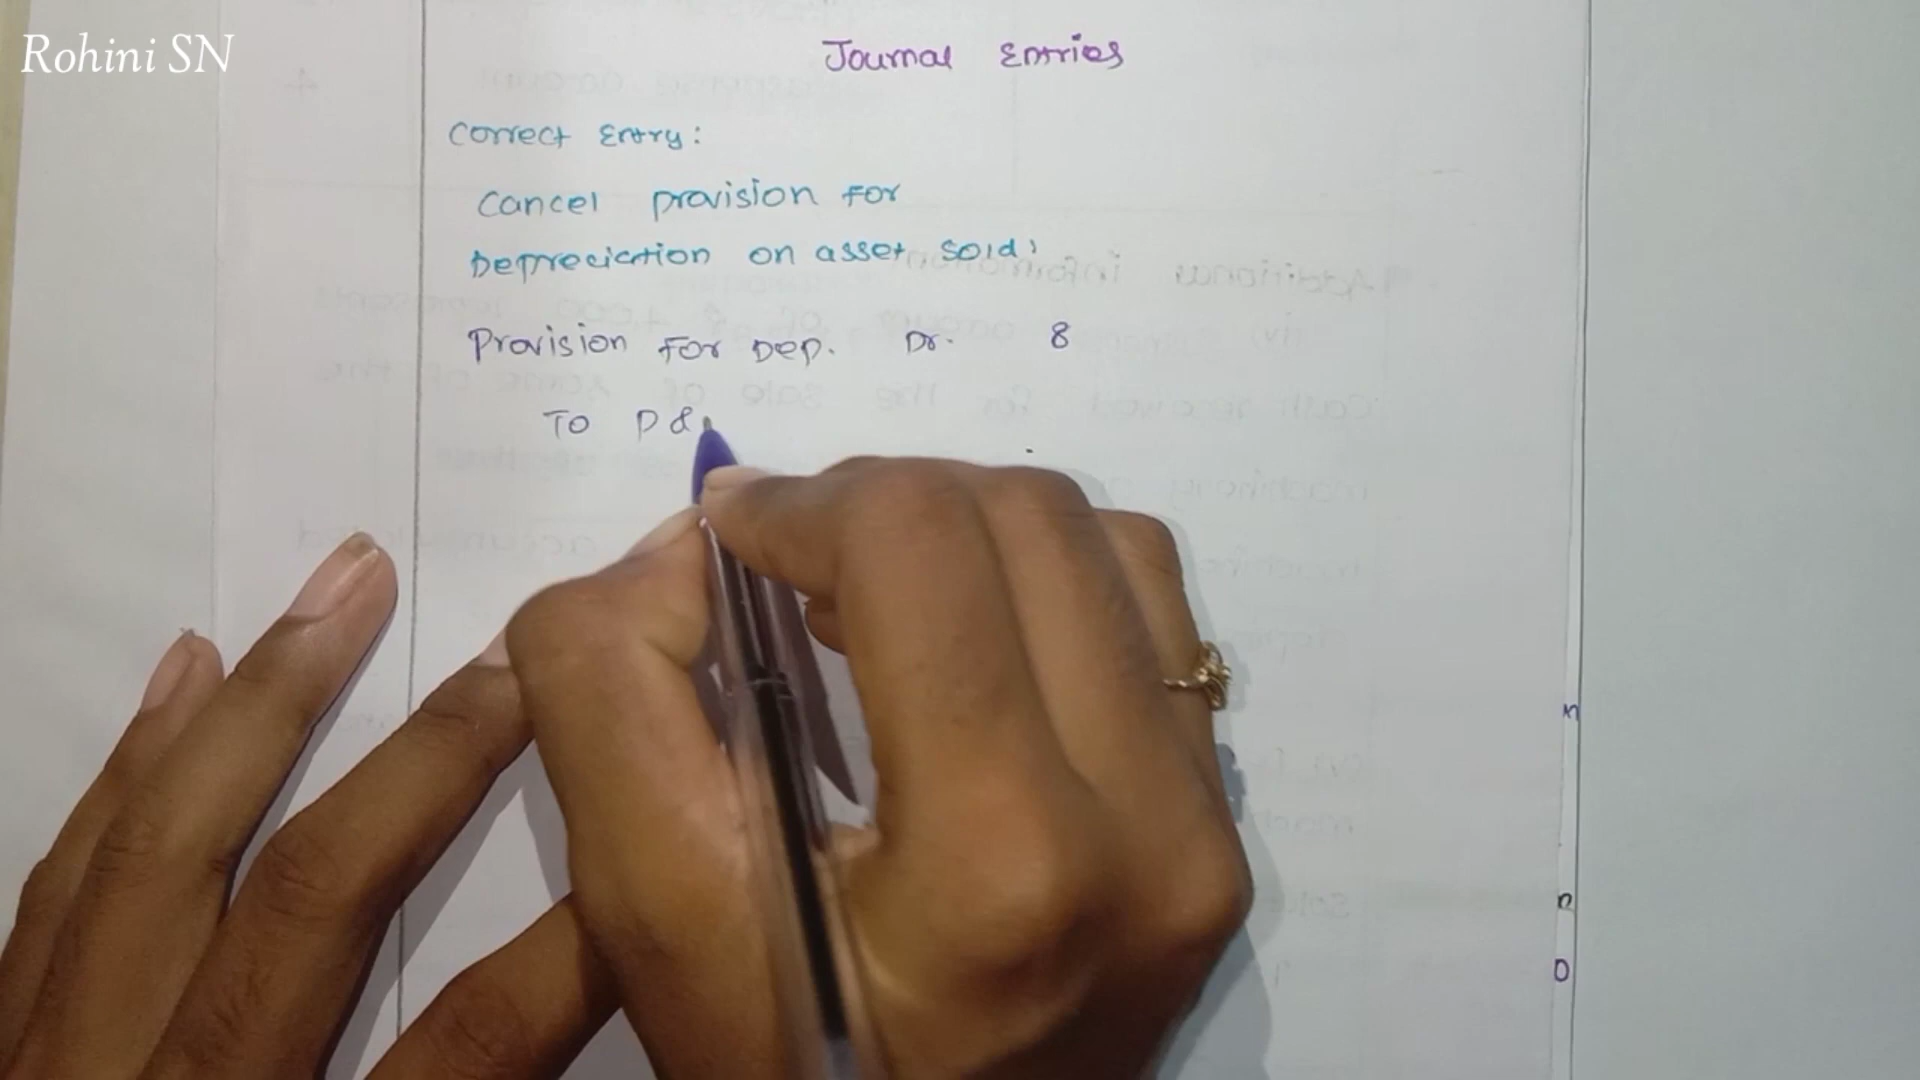 Rohini SN
Journal Entries
Correct Entry:
Cancel provision for
Depreciation on asset sold:
Provision for Dep. Dr. 8
To P &